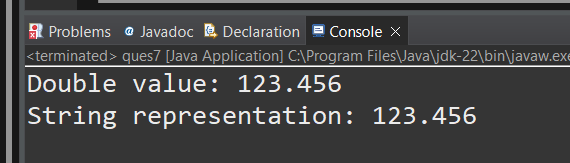 Problems @ Javadoc Declaration Console
<terminated> ques7 [Java Application] C:\Program Files\Java\jdk-22\bin\javaw.exe
Double value: 123.456
String representation: 123.456